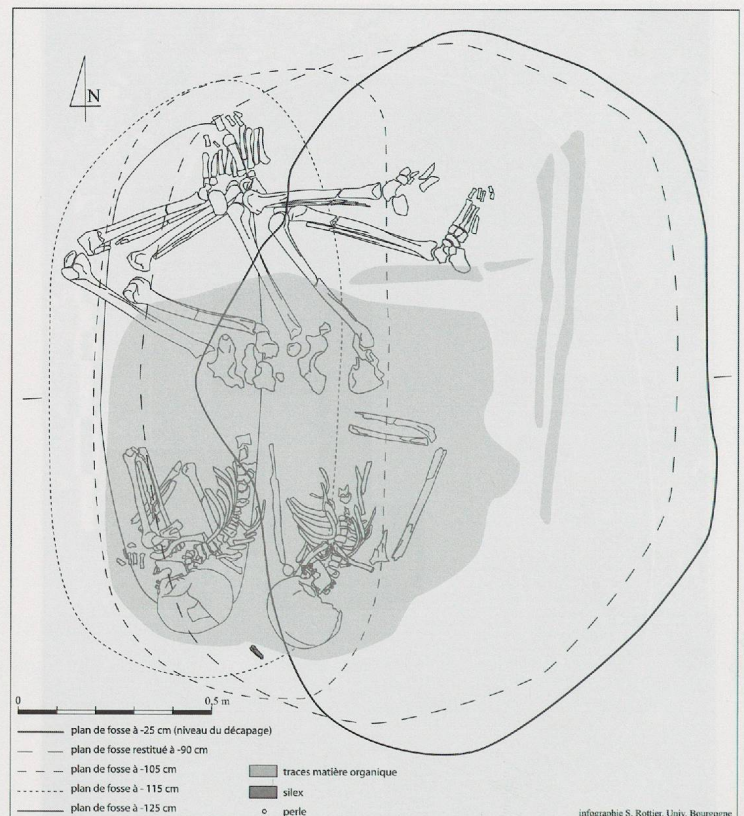 N
0 0,5 m
plan de fosse à -25 cm (niveau du décapage)
plan de fosse restitué à -90 cm
plan de fosse à -105 cm
plan de fosse à - 115 cm
plan de fosse à -125 cm
traces matière organique
silex
perle
infographie S. Rottier, Univ. Bourgogne